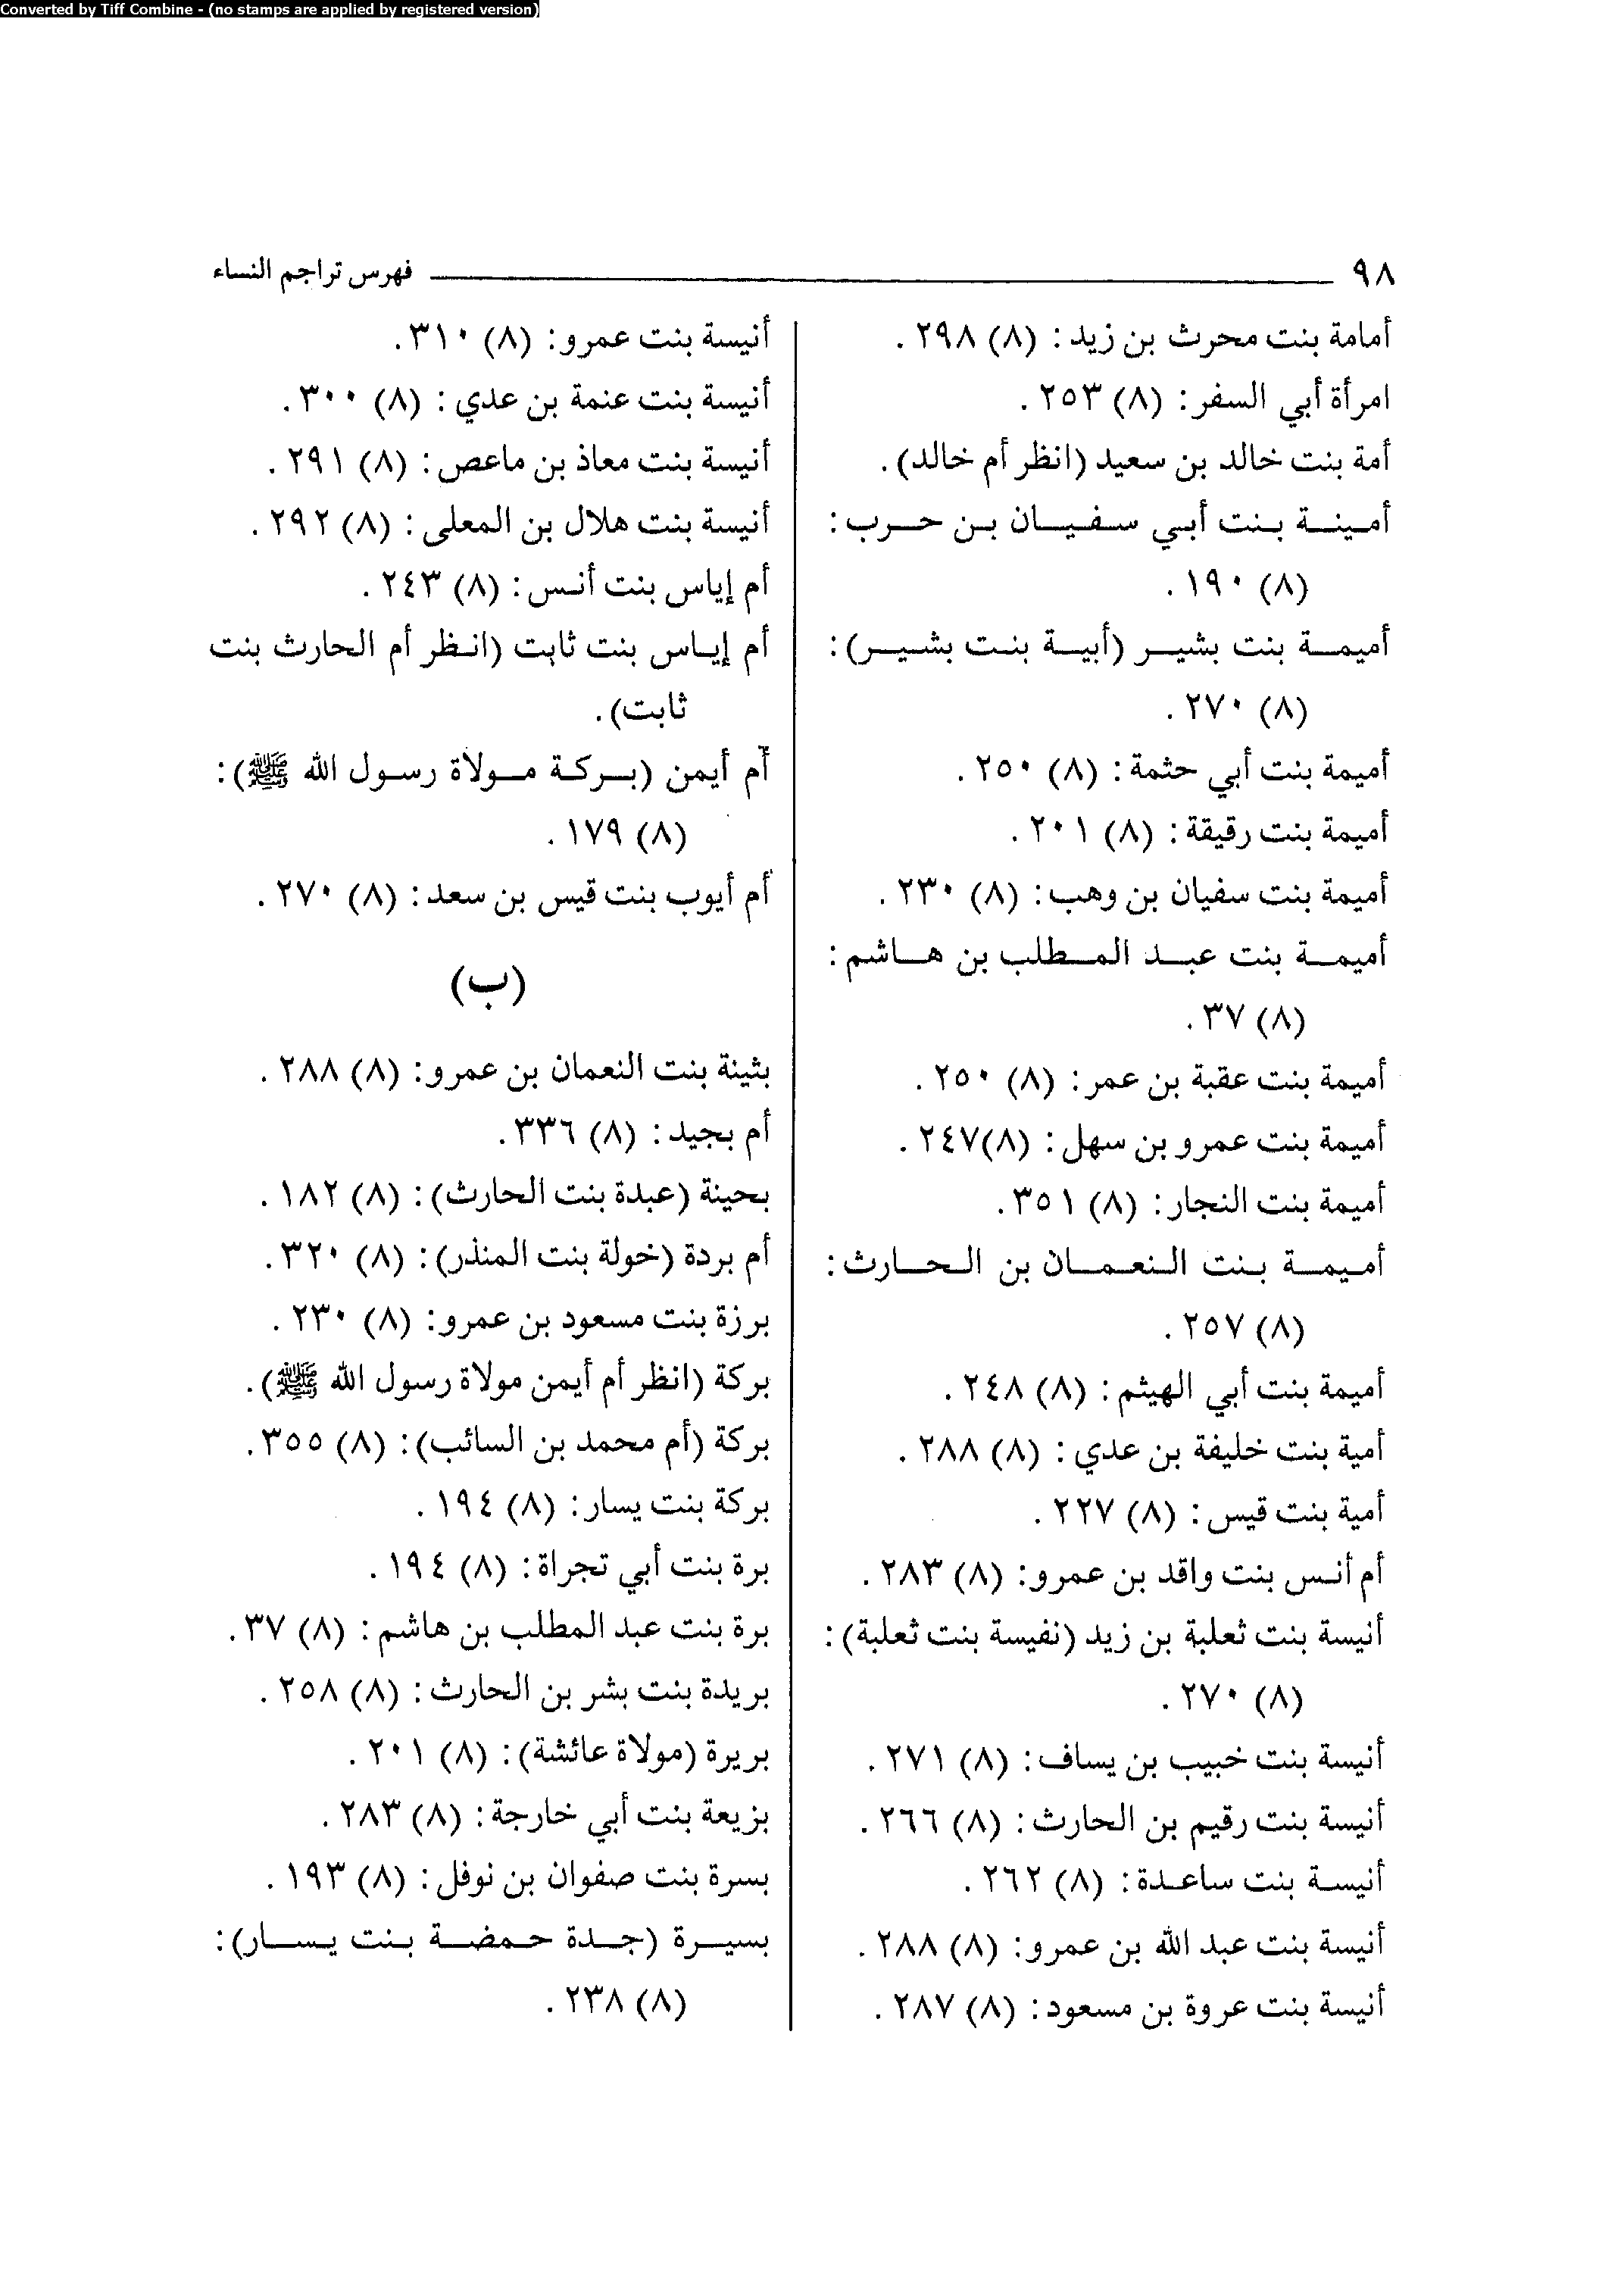 Converted by Tiff Combine - (no stamps are applied by registered version)
٩٨ فهرس تراجم النساء
أمامة بنت محرث بن زيد: (٨) ٢٩٨.
امرأة أبي السفر: (٨) ٢٥٣.
أمة بنت خالد بن سعيد (انظر أم خالد).
أمينة بنت أبي سفيان بن حرب:
(٨) ١٩٠.
أميمة بنت بشير (أبية بنت بشير):
(٨) ٢٧٠.
أميمة بنت أبي حثمة: (٨) ٢٥٠.
أميمة بنت رقيقة: (٨) ٢٠١.
أميمة بنت سفيان بن وهب: (٨) ٢٣٠.
أميمة بنت عبد المطلب بن هاشم:
(٨) ٣٧.
أميمة بنت عقبة بن عمر: (٨) ٢٥٠.
أميمة بنت عمرو بن سهل: (٨)٢٤٧.
أميمة بنت النجار: (٨) ٣٥١.
أميمة بنت النعمان بن الحارث:
(٨) ٢٥٧.
أميمة بنت أبي الهيثم: (٨) ٢٤٨.
أمية بنت خليفة بن عدي: (٨) ٢٨٨.
أمية بنت قيس: (٨) ٢٢٧.
أم أنس بنت واقد بن عمرو: (٨) ٢٨٣.
أنيسة بنت ثعلبة بن زيد (نفيسة بنت ثعلبة):
(٨) ٢٧٠.
أنيسة بنت خبيب بن يساف: (٨) ٢٧١.
أنيسة بنت رقيم بن الحارث: (٨) ٢٦٦.
أنيسة بنت ساعدة: (٨) ٢٦٢.
أنيسة بنت عبد الله بن عمرو: (٨) ٢٨٨.
أنيسة بنت عروة بن مسعود: (٨) ٢٨٧.
أنيسة بنت عمرو: (٨) ٣١٠.
أنيسة بنت عنمة بن عدي: (٨) ٣٠٠.
أنيسة بنت معاذ بن ماعص: (٨) ٢٩١.
أنيسة بنت هلال بن المعلى: (٨) ٢٩٢.
أم إياس بنت أنس: (٨) ٢٤٣.
أم إياس بنت ثابت (انظر أم الحارث بنت
ثابت).
أم أيمن (بركة مولاة رسول الله ﷺ):
(٨) ١٧٩.
أم أيوب بنت قيس بن سعد: (٨) ٢٧٠.
(ب)
بثينة بنت النعمان بن عمرو: (٨) ٢٨٨.
أم بجيد: (٨) ٣٣٦.
بحينة (عبدة بنت الحارث): (٨) ١٨٢.
أم بردة (خولة بنت المنذر): (٨) ٣٢٠.
برزة بنت مسعود بن عمرو: (٨) ٢٣٠.
بركة (انظر أم أيمن مولاة رسول الله ﷺ).
بركة (أم محمد بن السائب): (٨) ٣٥٥.
بركة بنت يسار: (٨) ١٩٤.
برة بنت أبي تجراة: (٨) ١٩٤.
برة بنت عبد المطلب بن هاشم: (٨) ٣٧.
بريدة بنت بشر بن الحارث: (٨) ٢٥٨.
بريرة (مولاة عائشة): (٨) ٢٠١.
بزيعة بنت أبي خارجة: (٨) ٢٨٣.
بسرة بنت صفوان بن نوفل: (٨) ١٩٣.
بسيرة (جدة حمضة بنت يسار):
(٨) ٢٣٨.